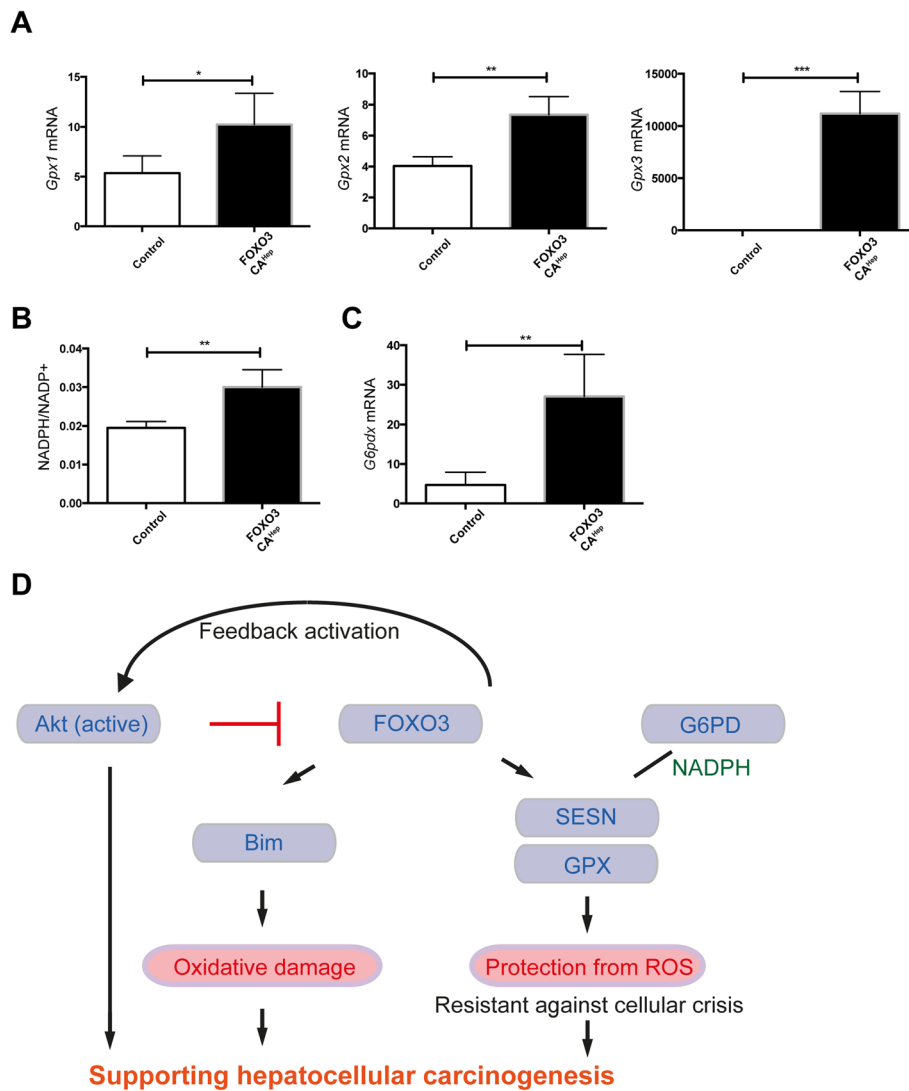 A
Gpx1 mRNA
15
10
5
0
*
Control
FOXO3
CAHep
Gpx2 mRNA
8
6
4
2
0
**
Control
FOXO3
CAHep
Gpx3 mRNA
15000
10000
5000
0
***
Control
FOXO3
CAHep
B
NADPH/NADP+
0.04
0.03
0.02
0.01
0.00
**
Control
FOXO3
CAHep
C
G6pdx mRNA
40
30
20
10
0
**
Control
FOXO3
CAHep
D
Feedback activation
Akt (active)
FOXO3
G6PD
NADPH
SESN
Bim
GPX
Oxidative damage
Protection from ROS
Resistant against cellular crisis
Supporting hepatocellular carcinogenesis